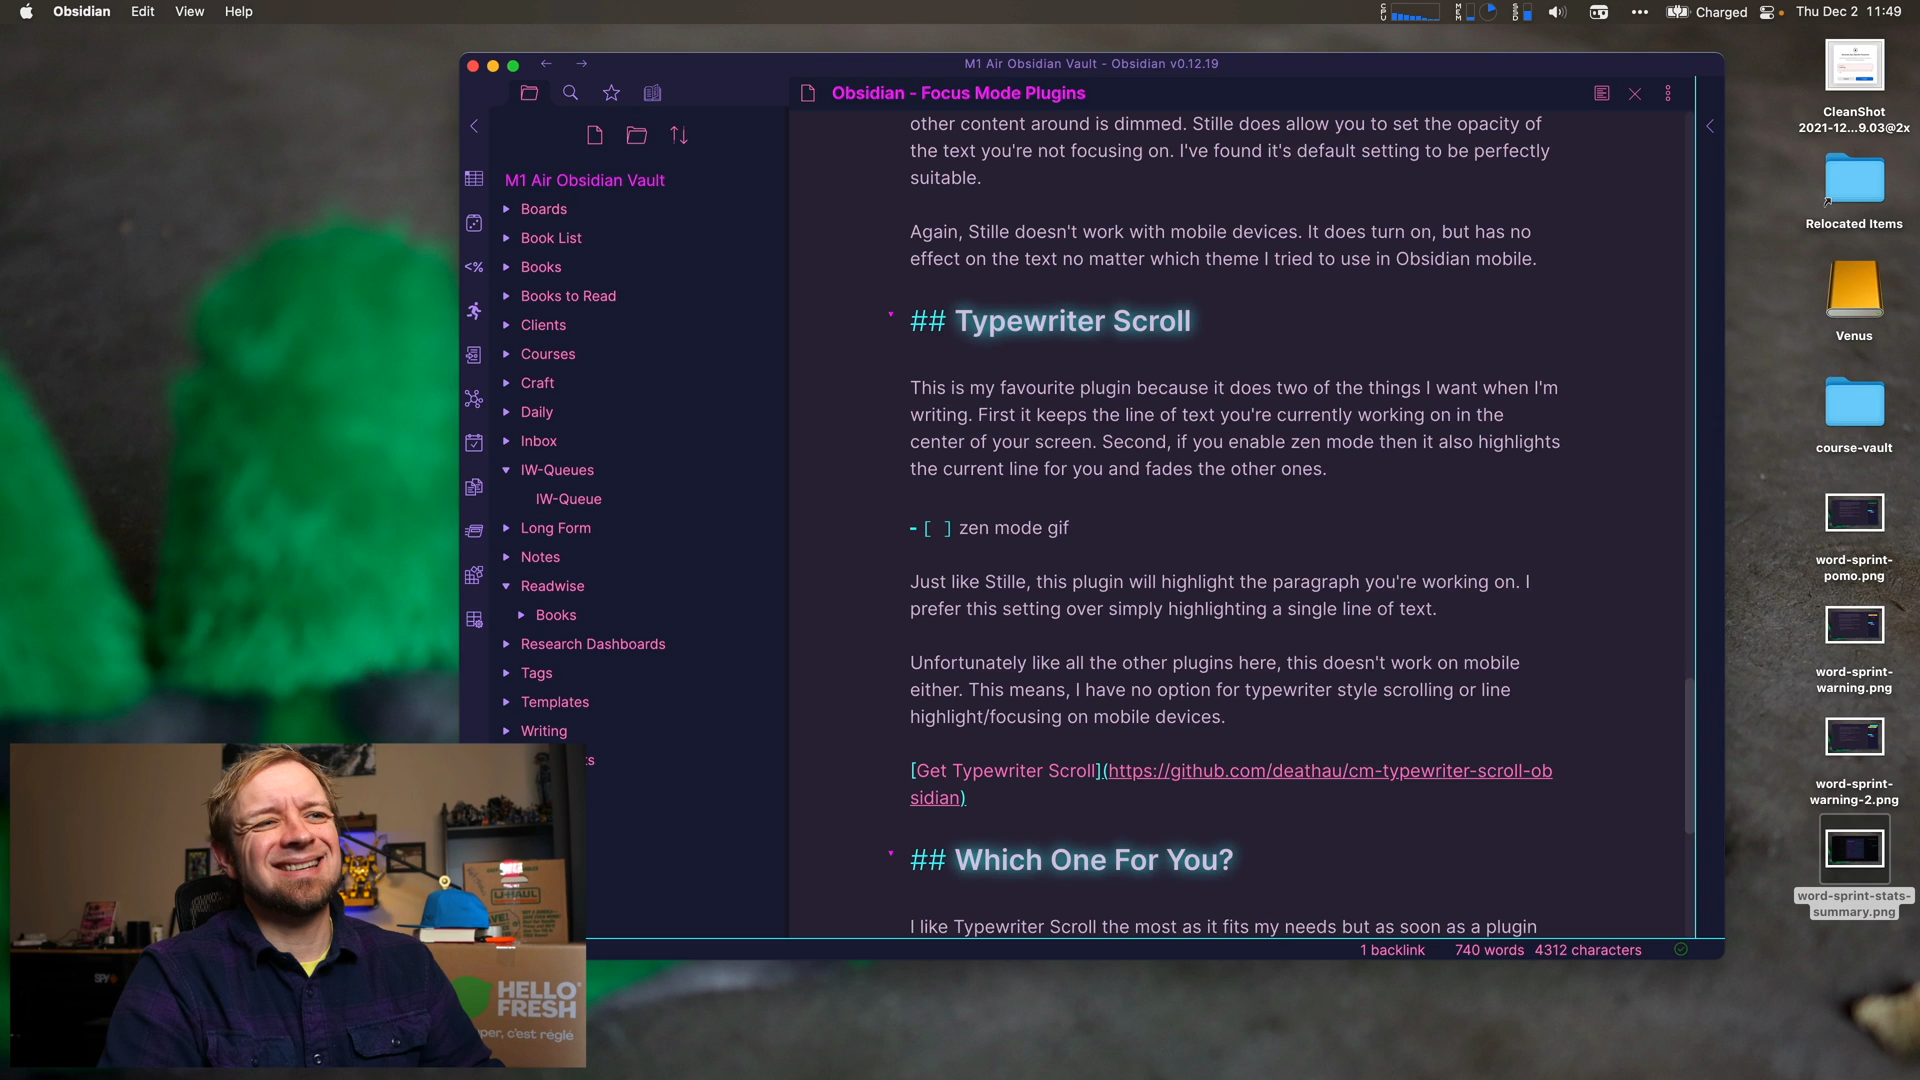 Obsidian Edit View Help
CPU MEM SSD Charged Thu Dec 2 11:49
M1 Air Obsidian Vault - Obsidian v0.12.19
Obsidian - Focus Mode Plugins
M1 Air Obsidian Vault
Boards
Book List
Books
Books to Read
Clients
Courses
Craft
Daily
Inbox
IW-Queues
IW-Queue
Long Form
Notes
Readwise
Books
Research Dashboards
Tags
Templates
Writing
other content around is dimmed. Stille does allow you to set the opacity of
the text you're not focusing on. I've found it's default setting to be perfectly
suitable.
Again, Stille doesn't work with mobile devices. It does turn on, but has no
effect on the text no matter which theme I tried to use in Obsidian mobile.
## Typewriter Scroll
This is my favourite plugin because it does two of the things I want when I'm
writing. First it keeps the line of text you're currently working on in the
center of your screen. Second, if you enable zen mode then it also highlights
the current line for you and fades the other ones.
- [ ] zen mode gif
Just like Stille, this plugin will highlight the paragraph you're working on. I
prefer this setting over simply highlighting a single line of text.
Unfortunately like all the other plugins here, this doesn't work on mobile
either. This means, I have no option for typewriter style scrolling or line
highlight/focusing on mobile devices.
[Get Typewriter Scroll](https://github.com/deathau/cm-typewriter-scroll-ob
sidian)
## Which One For You?
I like Typewriter Scroll the most as it fits my needs but as soon as a plugin
1 backlink 740 words 4312 characters
CleanShot
2021-12...9.03@2x
Relocated Items
Venus
course-vault
word-sprint-
pomo.png
word-sprint-
warning.png
word-sprint-
warning-2.png
word-sprint-stats-
summary.png
U-HAUL
HELLO
FRESH
per, c'est réglé